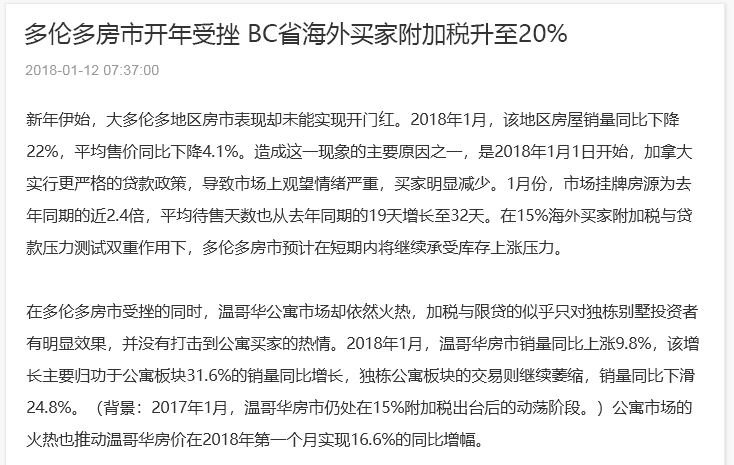 多伦多房市开年受挫 BC省海外买家附加税升至20%
2018-01-12 07:37:00
新年伊始，大多伦多地区房市表现却未能实现开门红。2018年1月，该地区房屋销量同比下降
22%，平均售价同比下降4.1%。造成这一现象的主要原因之一，是2018年1月1日开始，加拿大
实行更严格的贷款政策，导致市场上观望情绪严重，买家明显减少。1月份，市场挂牌房源为去
年同期的近2.4倍，平均待售天数也从去年同期的19天增长至32天。在15%海外买家附加税与贷
款压力测试双重作用下，多伦多房市预计在短期内将继续承受库存上涨压力。
在多伦多房市受挫的同时，温哥华公寓市场却依然火热，加税与限贷的似乎只对独栋别墅投资者
有明显效果，并没有打击到公寓买家的热情。2018年1月，温哥华房市销量同比上涨9.8%，该增
长主要归功于公寓板块31.6%的销量同比增长，独栋公寓板块的交易则继续萎缩，销量同比下滑
24.8%。（背景：2017年1月，温哥华房市仍处在15%附加税出台后的动荡阶段。）公寓市场的
火热也推动温哥华房价在2018年第一个月实现16.6%的同比增幅。